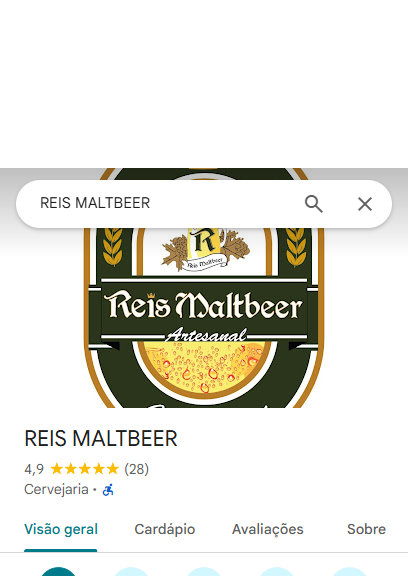 REIS MALTBEER
R
Reis Maltbeer
Reis Maltbeer
Artesanal
REIS MALTBEER
4,9 (28)
Cervejaria •
Visão geral Cardápio Avaliações Sobre